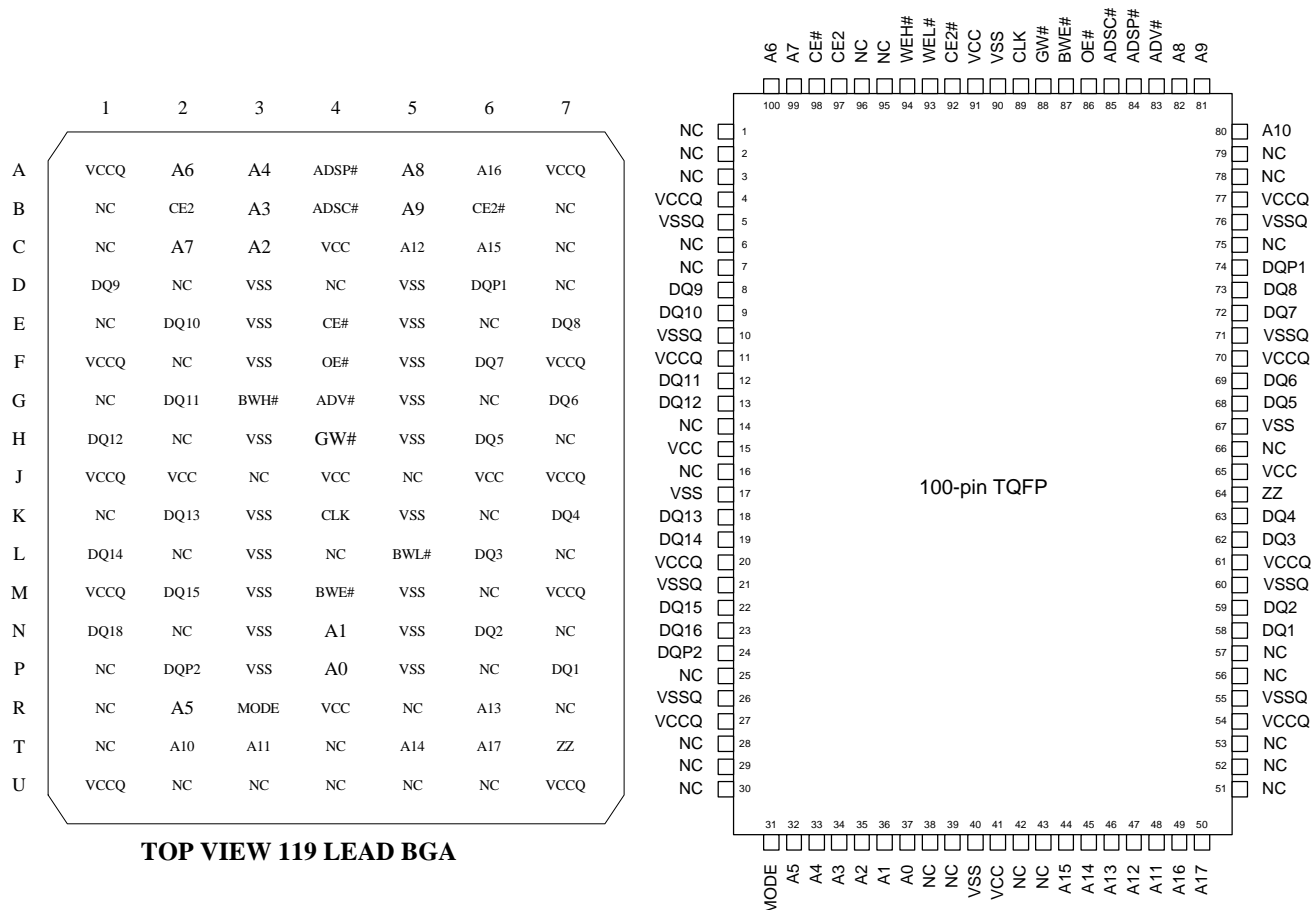 1 2 3 4 5 6 7
A VCCQ A6 A4 ADSP# A8 A16 VCCQ
B NC CE2 A3 ADSC# A9 CE2# NC
C NC A7 A2 VCC A12 A15 NC
D DQ9 NC VSS NC VSS DQP1 NC
E NC DQ10 VSS CE# VSS NC DQ8
F VCCQ NC VSS OE# VSS DQ7 VCCQ
G NC DQ11 BWH# ADV# VSS NC DQ6
H DQ12 NC VSS GW# VSS DQ5 NC
J VCCQ VCC NC VCC NC VCC VCCQ
K NC DQ13 VSS CLK VSS NC DQ4
L DQ14 NC VSS NC BWL# DQ3 NC
M VCCQ DQ15 VSS BWE# VSS NC VCCQ
N DQ18 NC VSS A1 VSS DQ2 NC
P NC DQP2 VSS A0 VSS NC DQ1
R NC A5 MODE VCC NC A13 NC
T NC A10 A11 NC A14 A17 ZZ
U VCCQ NC NC NC NC NC VCCQ
TOP VIEW 119 LEAD BGA
A6 A7 CE# CE2 NC NC WEH# WEL# CE2# VCC VSS CLK GW# BWE# OE# ADSC# ADSP# ADV# A8 A9
100 99 98 97 96 95 94 93 92 91 90 89 88 87 86 85 84 83 82 81
NC 1 80 A10
NC 2 79 NC
NC 3 78 NC
VCCQ 4 77 VCCQ
VSSQ 5 76 VSSQ
NC 6 75 NC
NC 7 74 DQP1
DQ9 8 73 DQ8
DQ10 9 72 DQ7
VSSQ 10 71 VSSQ
VCCQ 11 70 VCCQ
DQ11 12 69 DQ6
DQ12 13 68 DQ5
NC 14 67 VSS
VCC 15 66 NC
NC 16 65 VCC
100-pin TQFP
VSS 17 64 ZZ
DQ13 18 63 DQ4
DQ14 19 62 DQ3
VCCQ 20 61 VCCQ
VSSQ 21 60 VSSQ
DQ15 22 59 DQ2
DQ16 23 58 DQ1
DQP2 24 57 NC
NC 25 56 NC
VSSQ 26 55 VSSQ
VCCQ 27 54 VCCQ
NC 28 53 NC
NC 29 52 NC
NC 30 51 NC
31 32 33 34 35 36 37 38 39 40 41 42 43 44 45 46 47 48 49 50
MODE A5 A4 A3 A2 A1 A0 NC NC VSS VCC NC NC A15 A14 A13 A12 A11 A16 A17